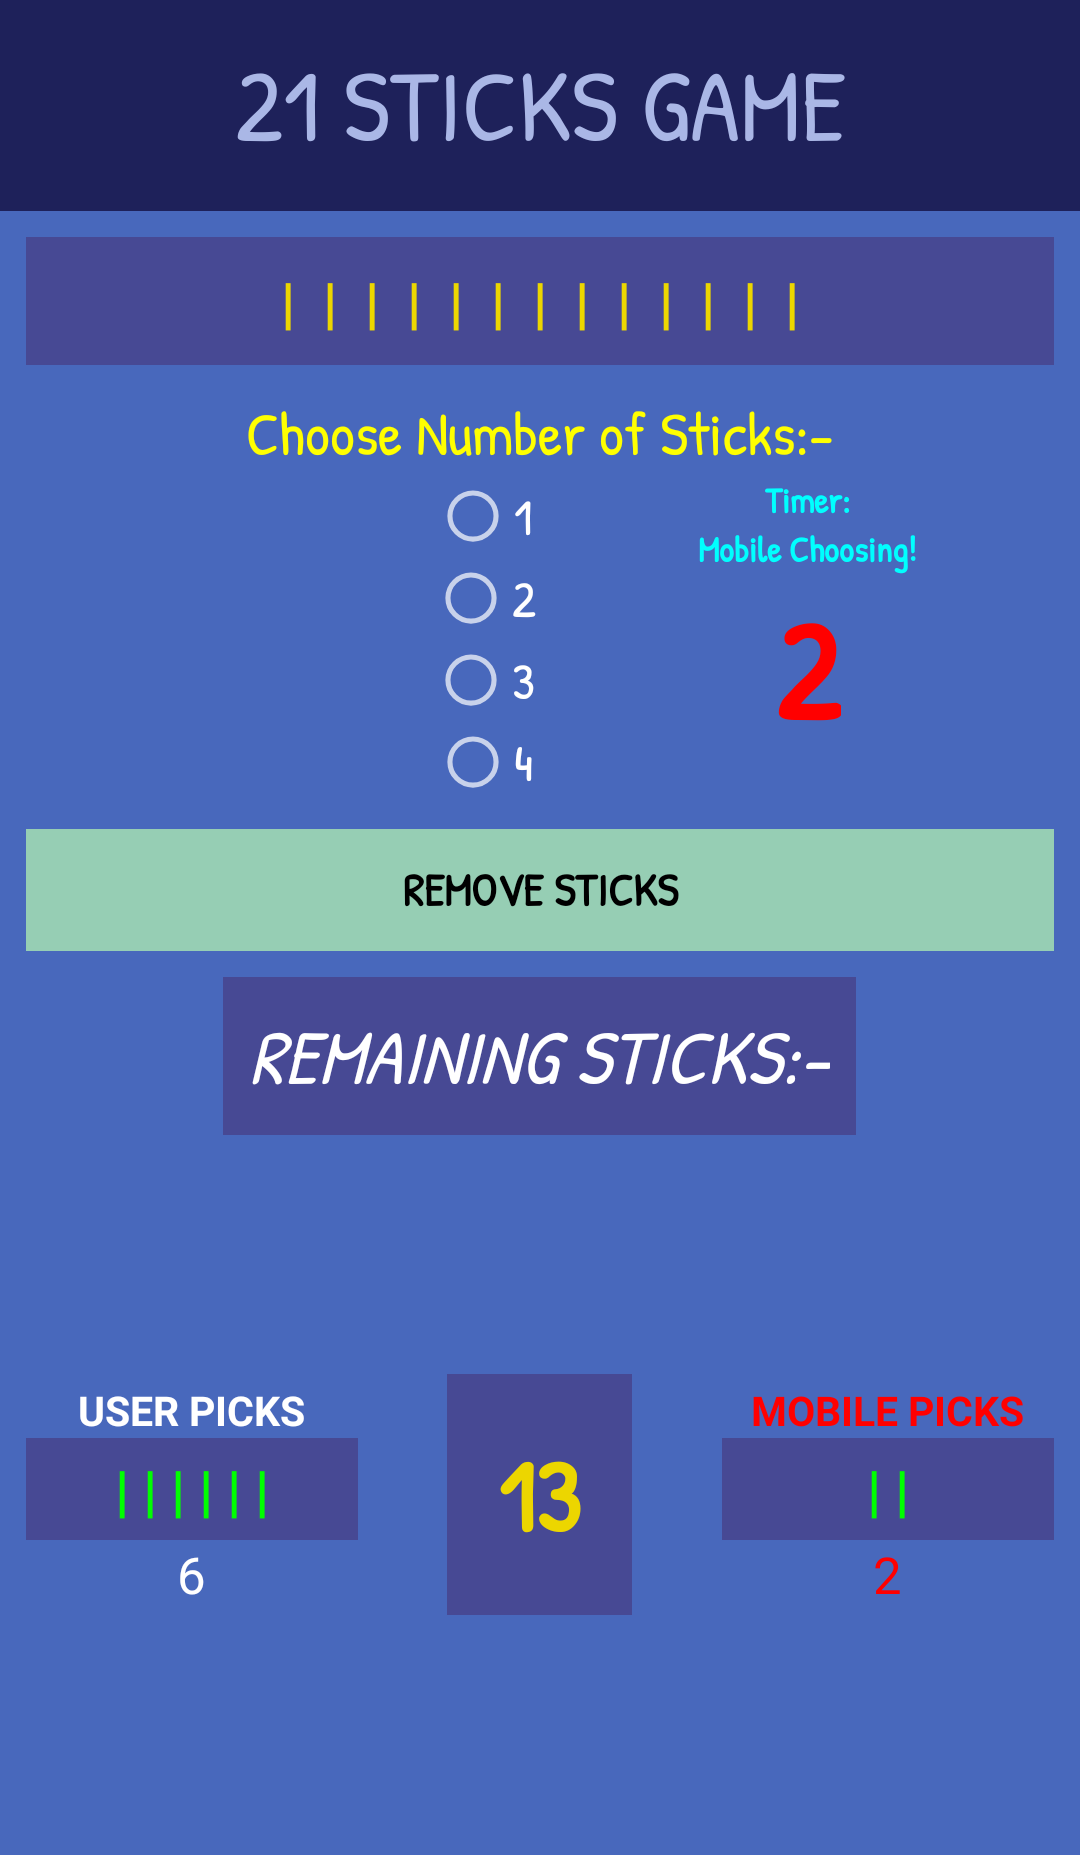 21 STICKS GAME
| | | | | | | | | | | | |
Choose Number of Sticks:-
1
2
3
4
Timer:
Mobile Choosing!
2
REMOVE STICKS
REMAINING STICKS:-
USER PICKS
| | | | | |
6
13
MOBILE PICKS
| |
2